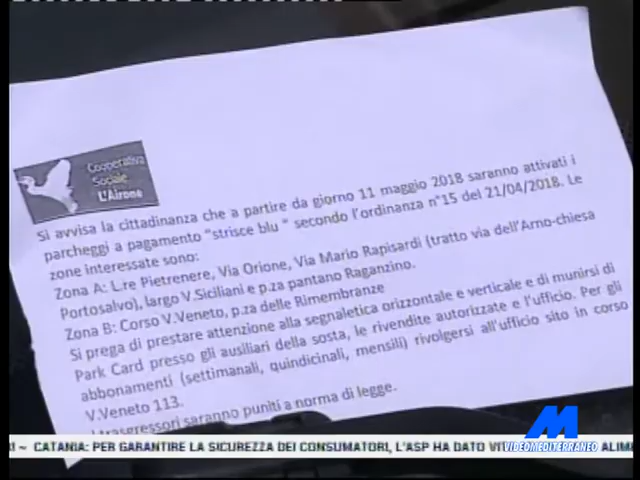 Cooperativa
Sociale
L'Airone
Si avvisa la cittadinanza che a partire da giorno 11 maggio 2018 saranno attivati i
parcheggi a pagamento "strisce blu " secondo l'ordinanza n°15 del 21/04/2018. Le
zone interessate sono:
Zona A: L.re Pietrenere, Via Orione, Via Mario Rapisardi (tratto via dell'Arno-chiesa
Portosalvo), largo V.Siciliani e p.za pantano Raganzino.
Zona B: Corso V.Veneto, p.za delle Rimembranze
Si prega di prestare attenzione alla segnaletica orizzontale e verticale e di munirsi di
Park Card presso gli ausiliari della sosta, le rivendite autorizzate e l'ufficio. Per gli
abbonamenti (settimanali, quindicinali, mensili) rivolgersi all'ufficio sito in corso
V.Veneto 113.
I trasgressori saranno puniti a norma di legge.
M
VIDEOMEDITERRANEO
~ CATANIA: PER GARANTIRE LA SICUREZZA DEI CONSUMATORI, L'ASP HA DATO